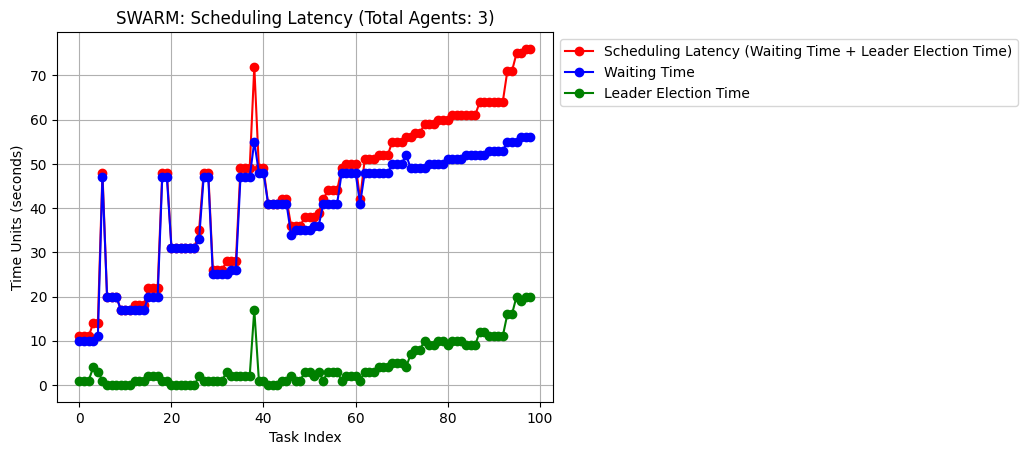 SWARM: Scheduling Latency (Total Agents: 3)
Scheduling Latency (Waiting Time + Leader Election Time)
Waiting Time
Leader Election Time
Time Units (seconds)
70
60
50
40
30
20
10
0
0 20 40 60 80 100
Task Index